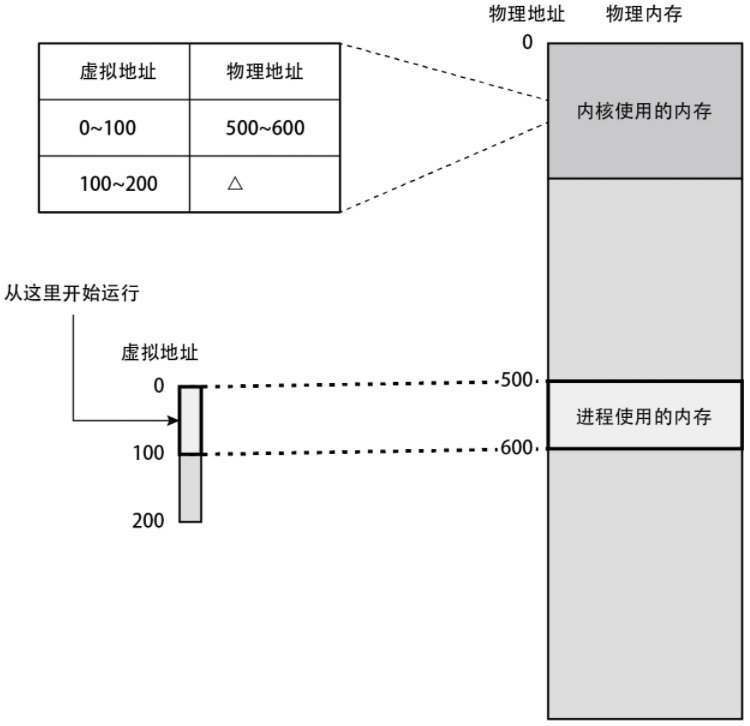 物理地址 物理内存
0
虚拟地址 物理地址
0~100 500~600
100~200 △
内核使用的内存
从这里开始运行
虚拟地址
0
100
200
500
进程使用的内存
600